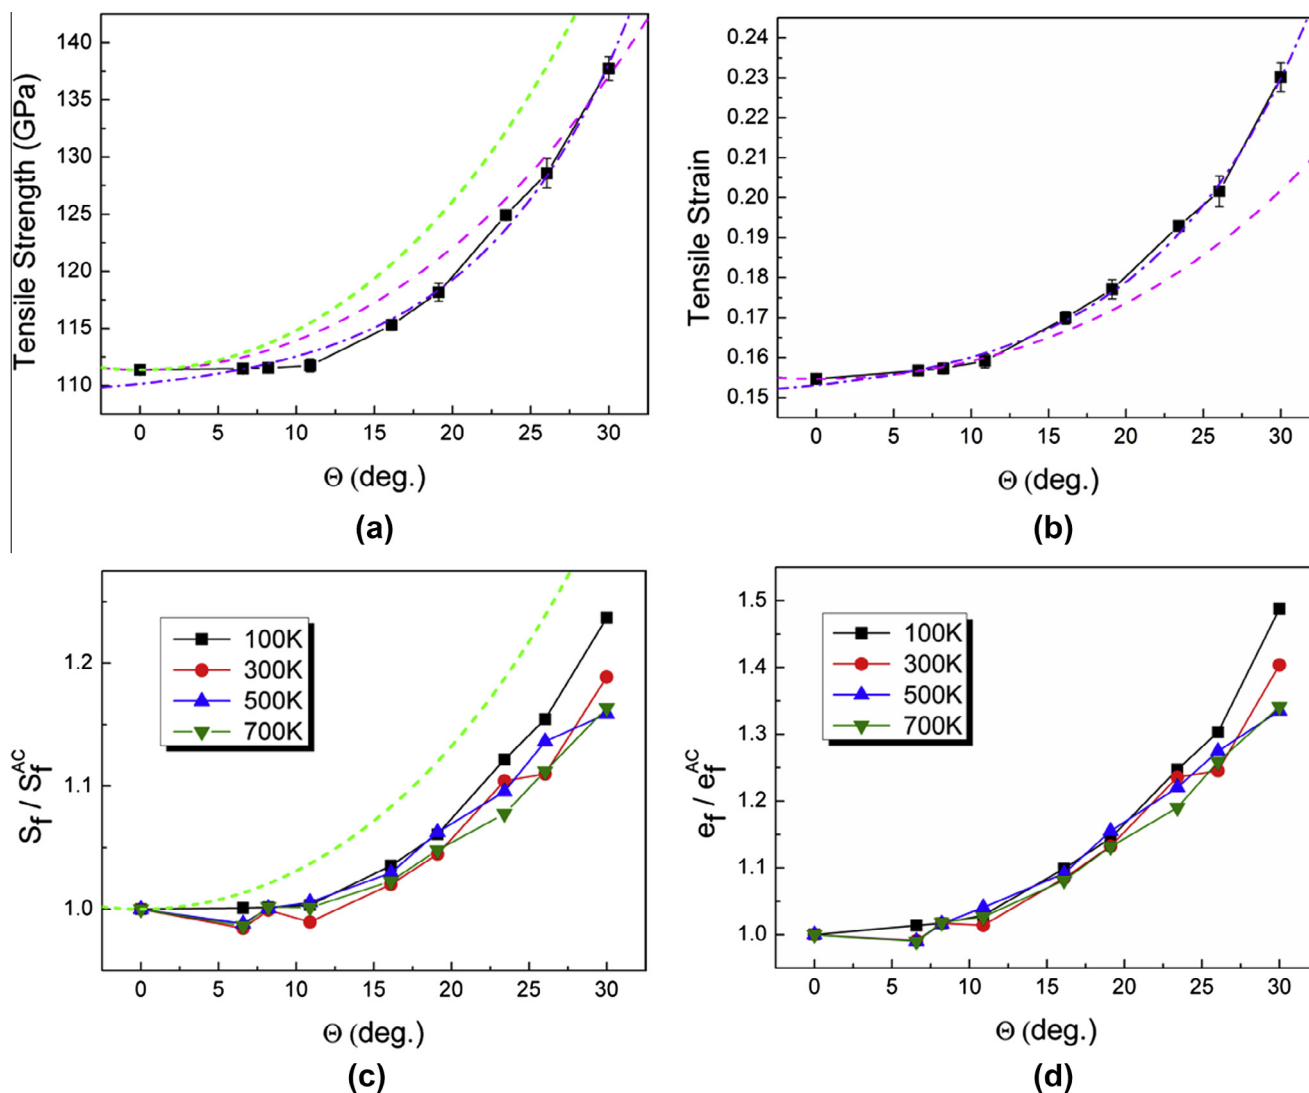 Tensile Strength (GPa)
140
135
130
125
120
115
110
0 5 10 15 20 25 30
Θ (deg.)
(a)
Tensile Strain
0.24
0.23
0.22
0.21
0.20
0.19
0.18
0.17
0.16
0.15
0 5 10 15 20 25 30
Θ (deg.)
(b)
S_f / S_f^AC
1.2
1.1
1.0
100K
300K
500K
700K
0 5 10 15 20 25 30
Θ (deg.)
(c)
e_f / e_f^AC
1.5
1.4
1.3
1.2
1.1
1.0
100K
300K
500K
700K
0 5 10 15 20 25 30
Θ (deg.)
(d)